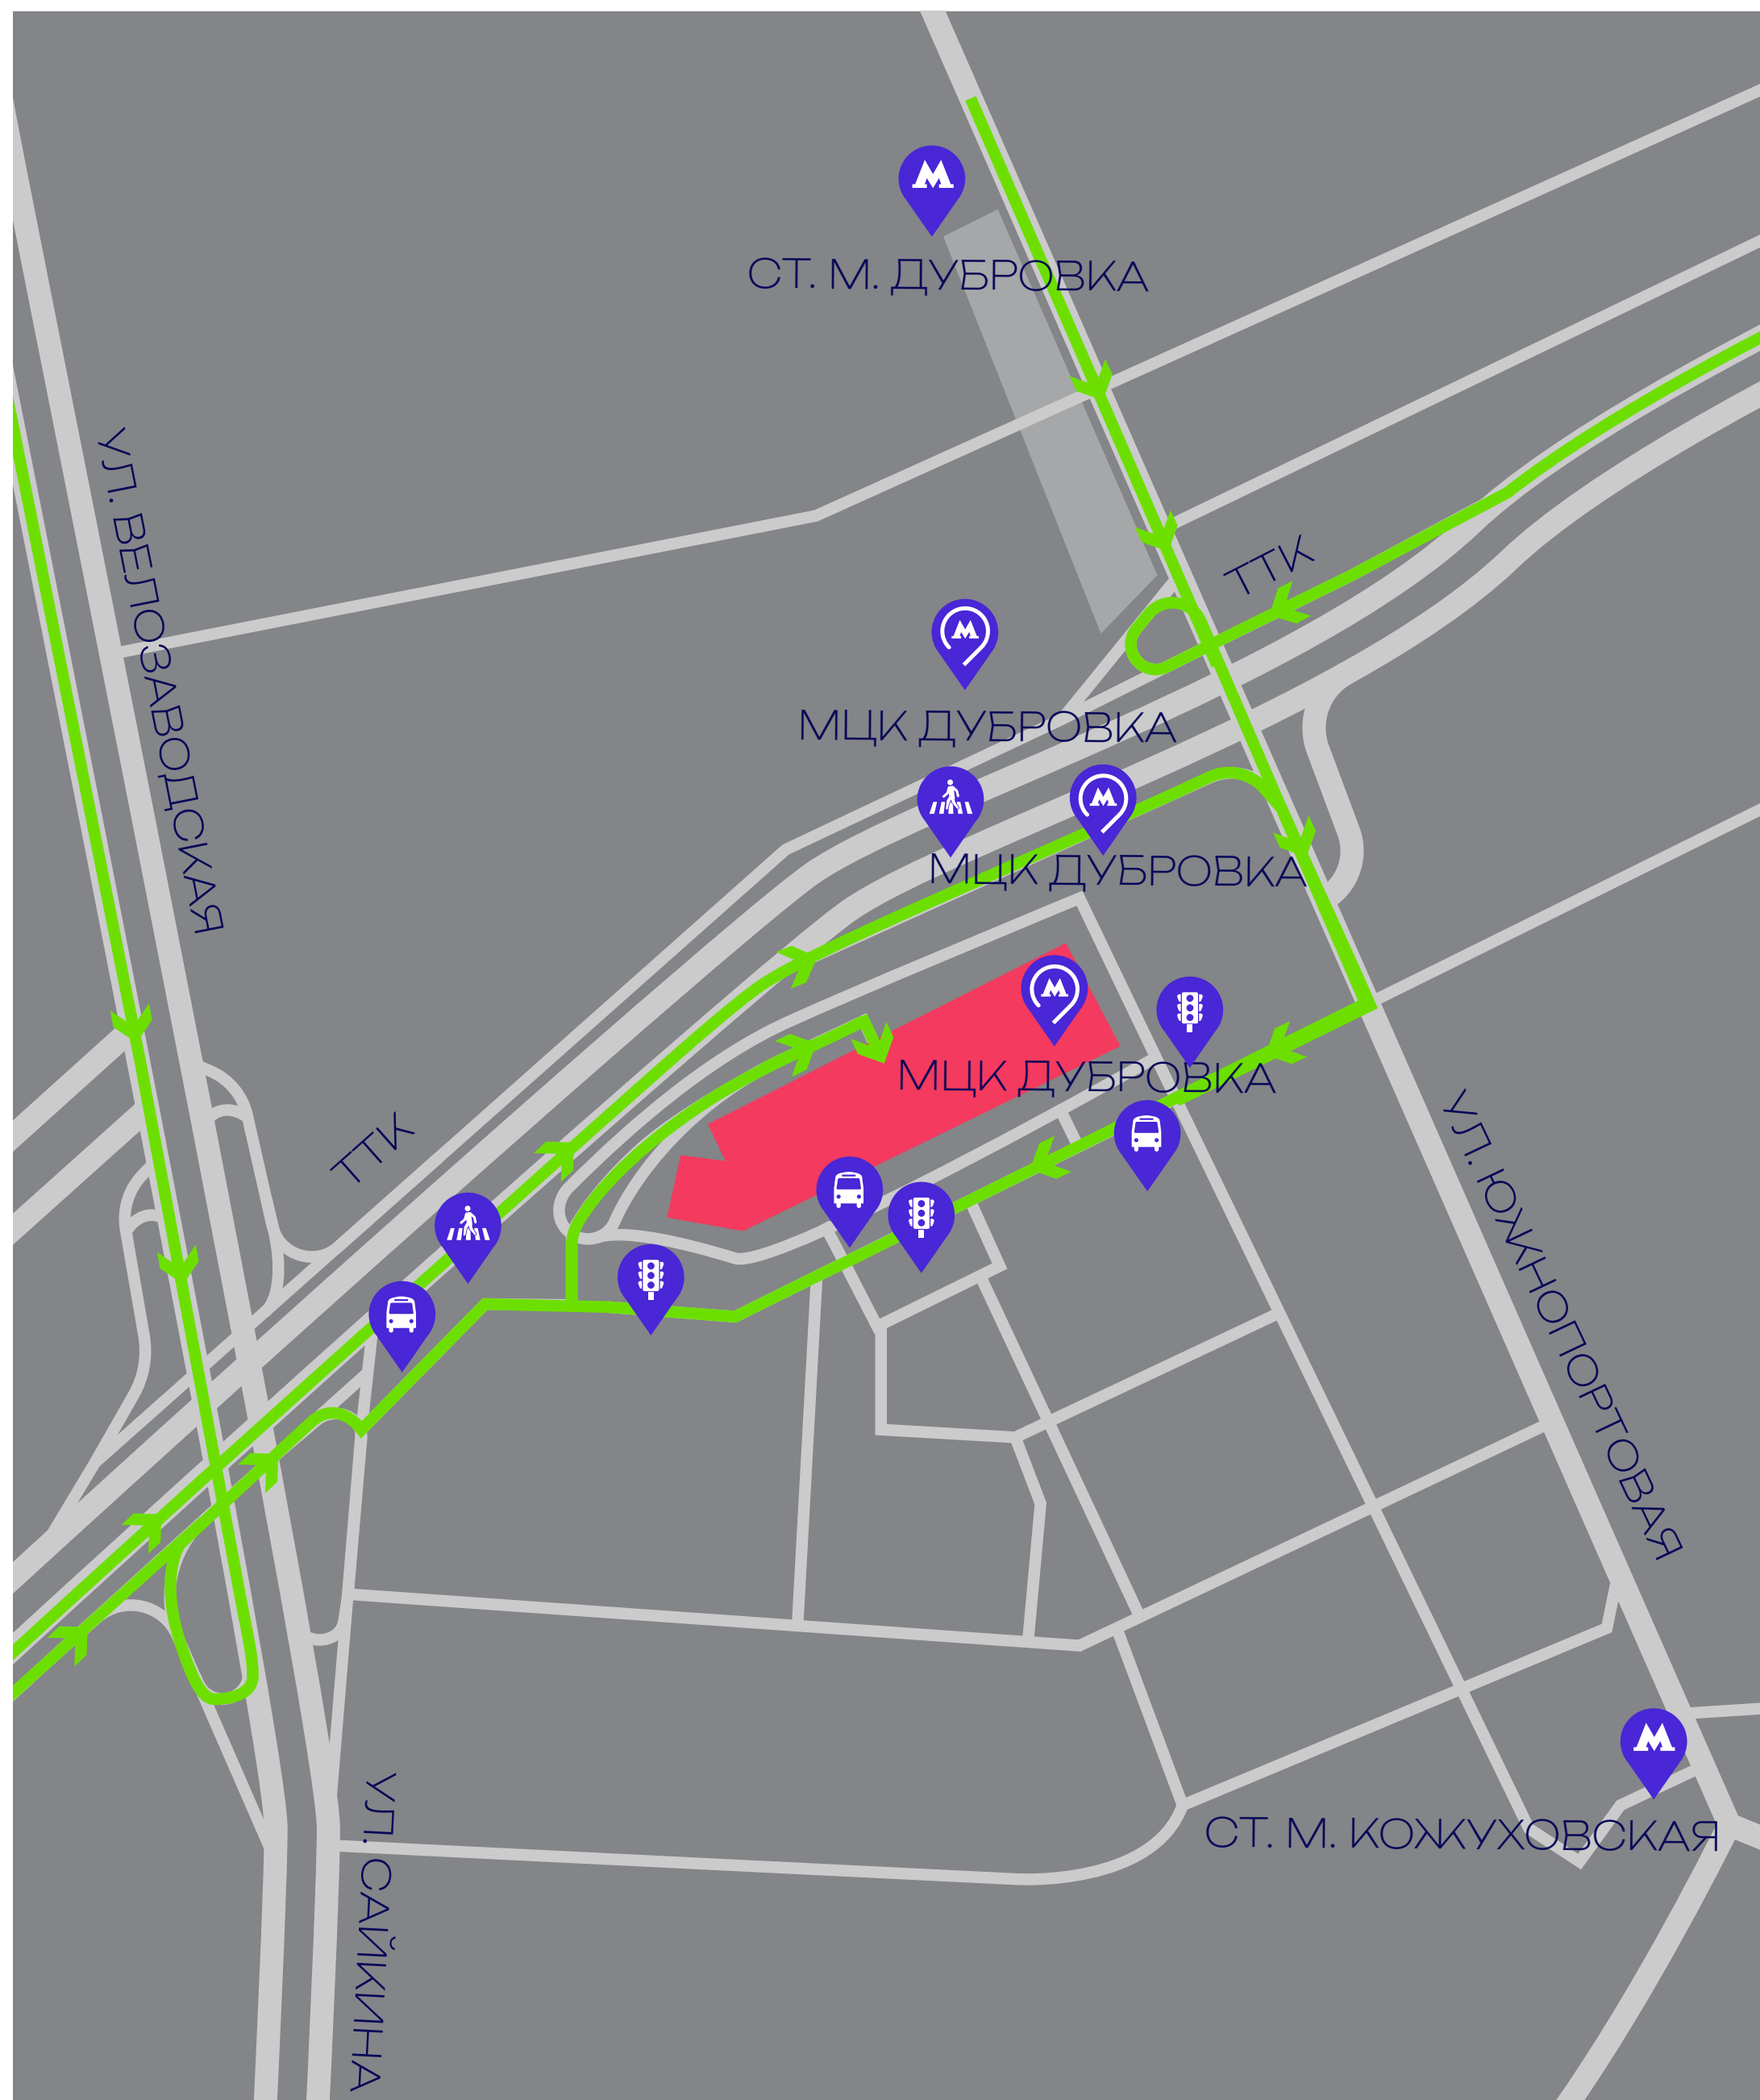 СТ. М. ДУБРОВКА
УЛ. ВЕЛОЗАВОДСКАЯ
ТТК
МЦК ДУБРОВКА
МЦК ДУБРОВКА
МЦК ДУБРОВКА
ТТК
УЛ. ЮЖНОПОРТОВАЯ
СТ. М. КОЖУХОВСКАЯ
УЛ. САЙКИНА